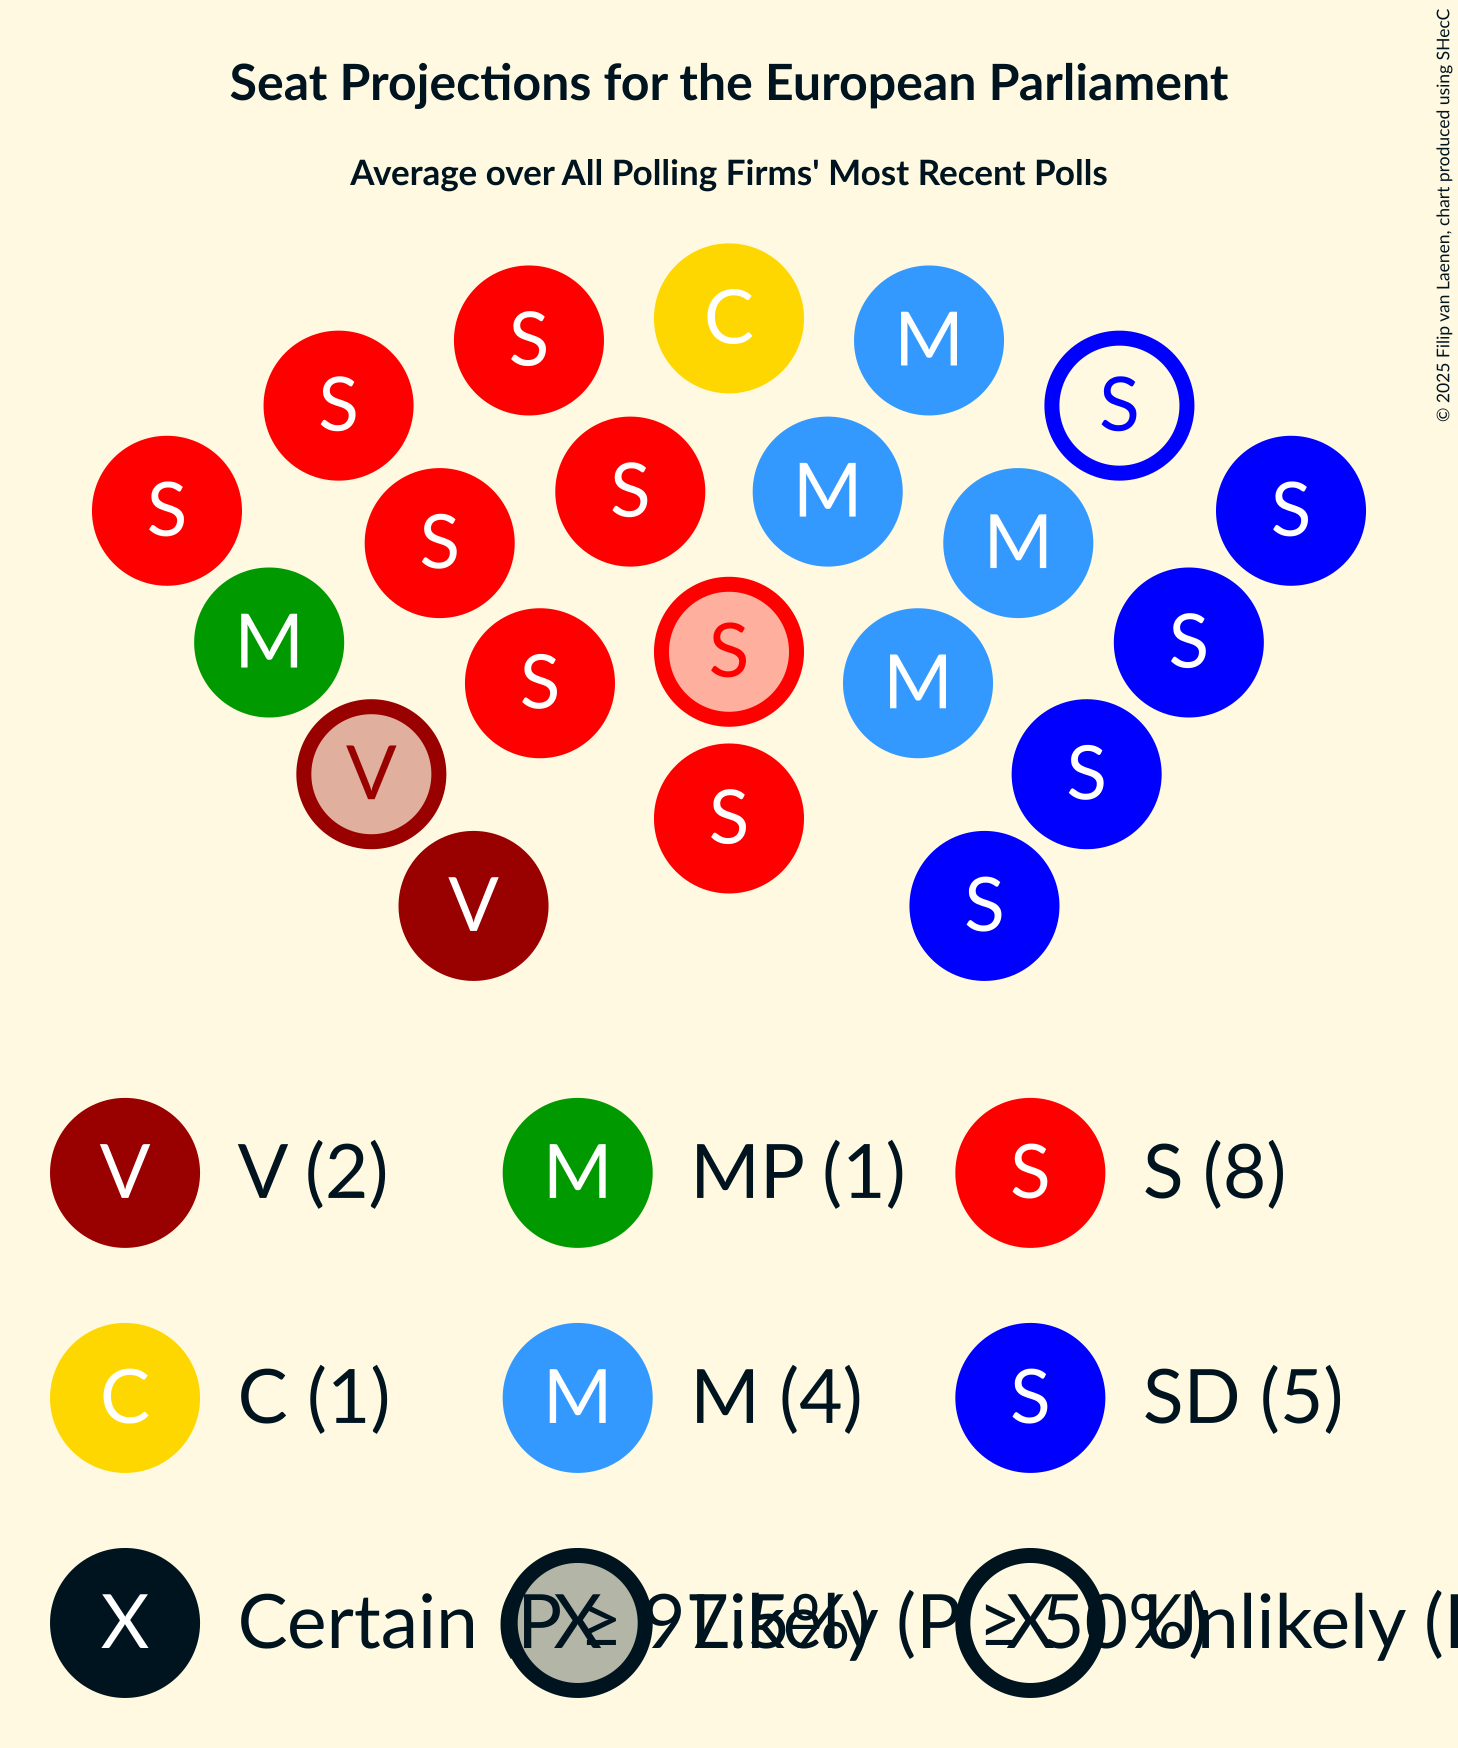 Seat Projections for the European Parliament
Average over All Polling Firms' Most Recent Polls
© 2025 Filip van Laenen, chart produced using SHecC
C
S M
S S
S M
S S
S M
M S
S M
V S
S
V S
V V (2) M MP (1) S S (8)
C C (1) M M (4) S SD (5)
X Certain (P ≥ 97.5%) X Likely (P ≥ 50%) X Unlikely (